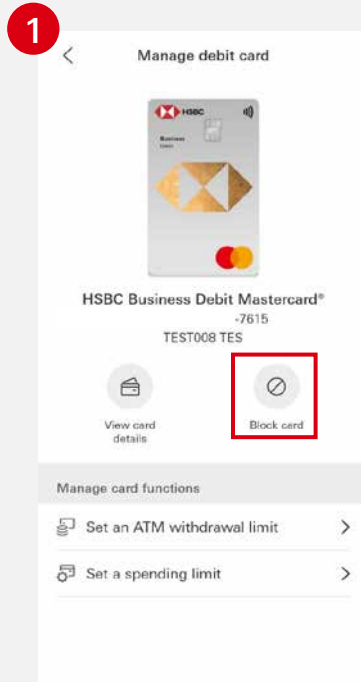 1
Manage debit card
HSBC
Business
Debit
HSBC Business Debit Mastercard®
-7615
TEST008 TES
View card
details
Block card
Manage card functions
Set an ATM withdrawal limit
Set a spending limit